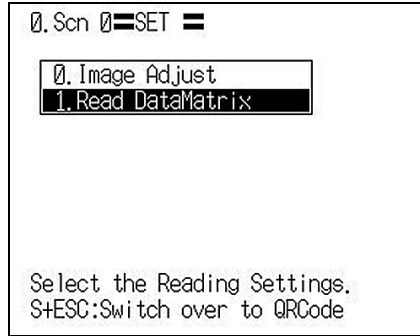 0.Scn 0=SET =
0.Image Adjust
1.Read DataMatrix
Select the Reading Settings.
S+ESC:Switch over to QRCode